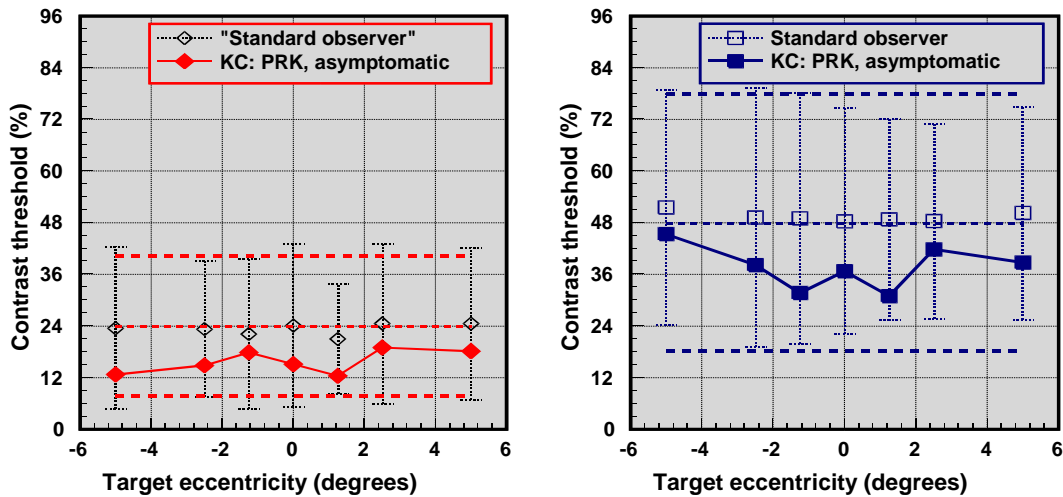 96
84
72
60
48
36
24
12
0
Contrast threshold (%)
"Standard observer"
KC: PRK, asymptomatic
-6 -4 -2 0 2 4 6
Target eccentricity (degrees)
96
84
72
60
48
36
24
12
0
Contrast threshold (%)
Standard observer
KC: PRK, asymptomatic
-6 -4 -2 0 2 4 6
Target eccentricity (degrees)